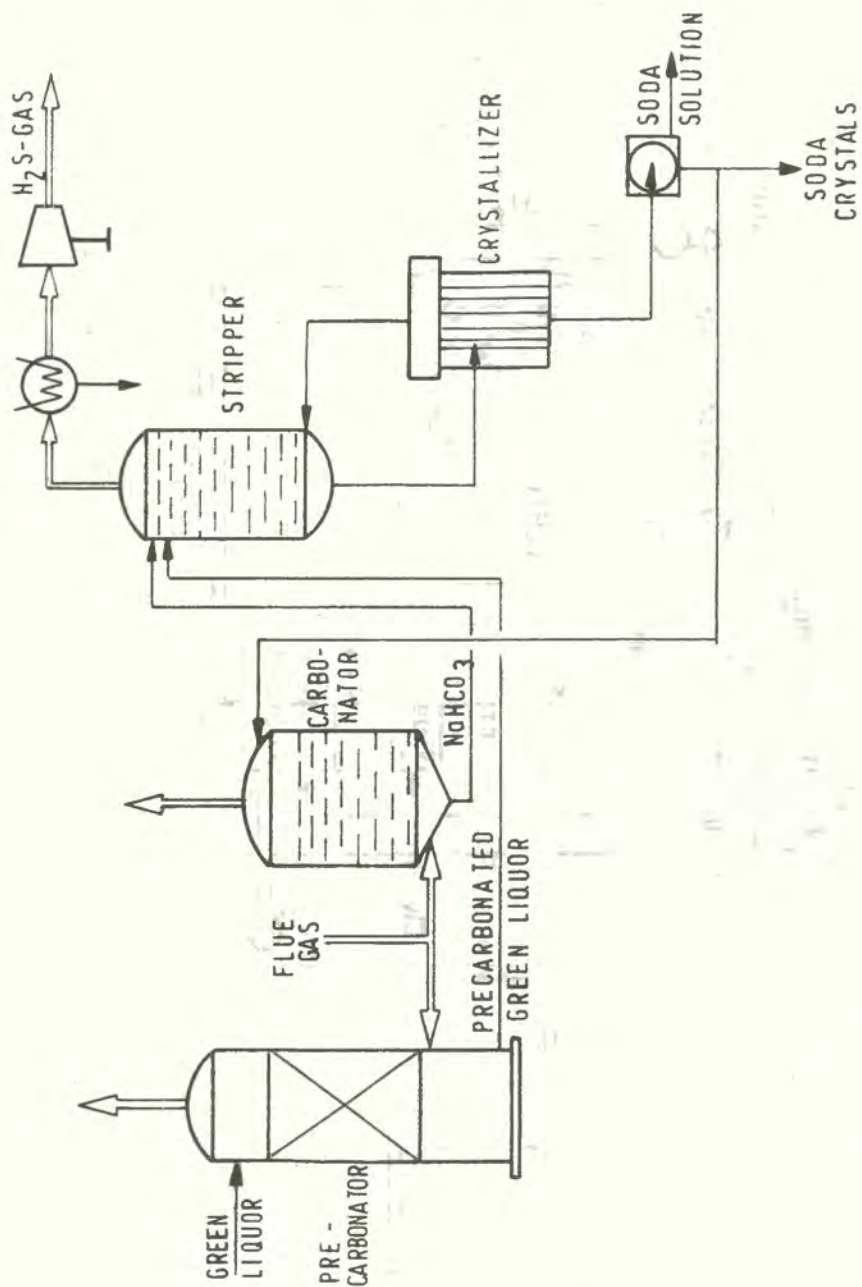 GREEN
LIQUOR
PRE-
CARBONATOR
FLUE
GAS
PRECARBONATED
GREEN LIQUOR
CARBO-
NATOR
NaHCO3
STRIPPER
H2S-GAS
CRYSTALLIZER
SODA
SOLUTION
SODA
CRYSTALS